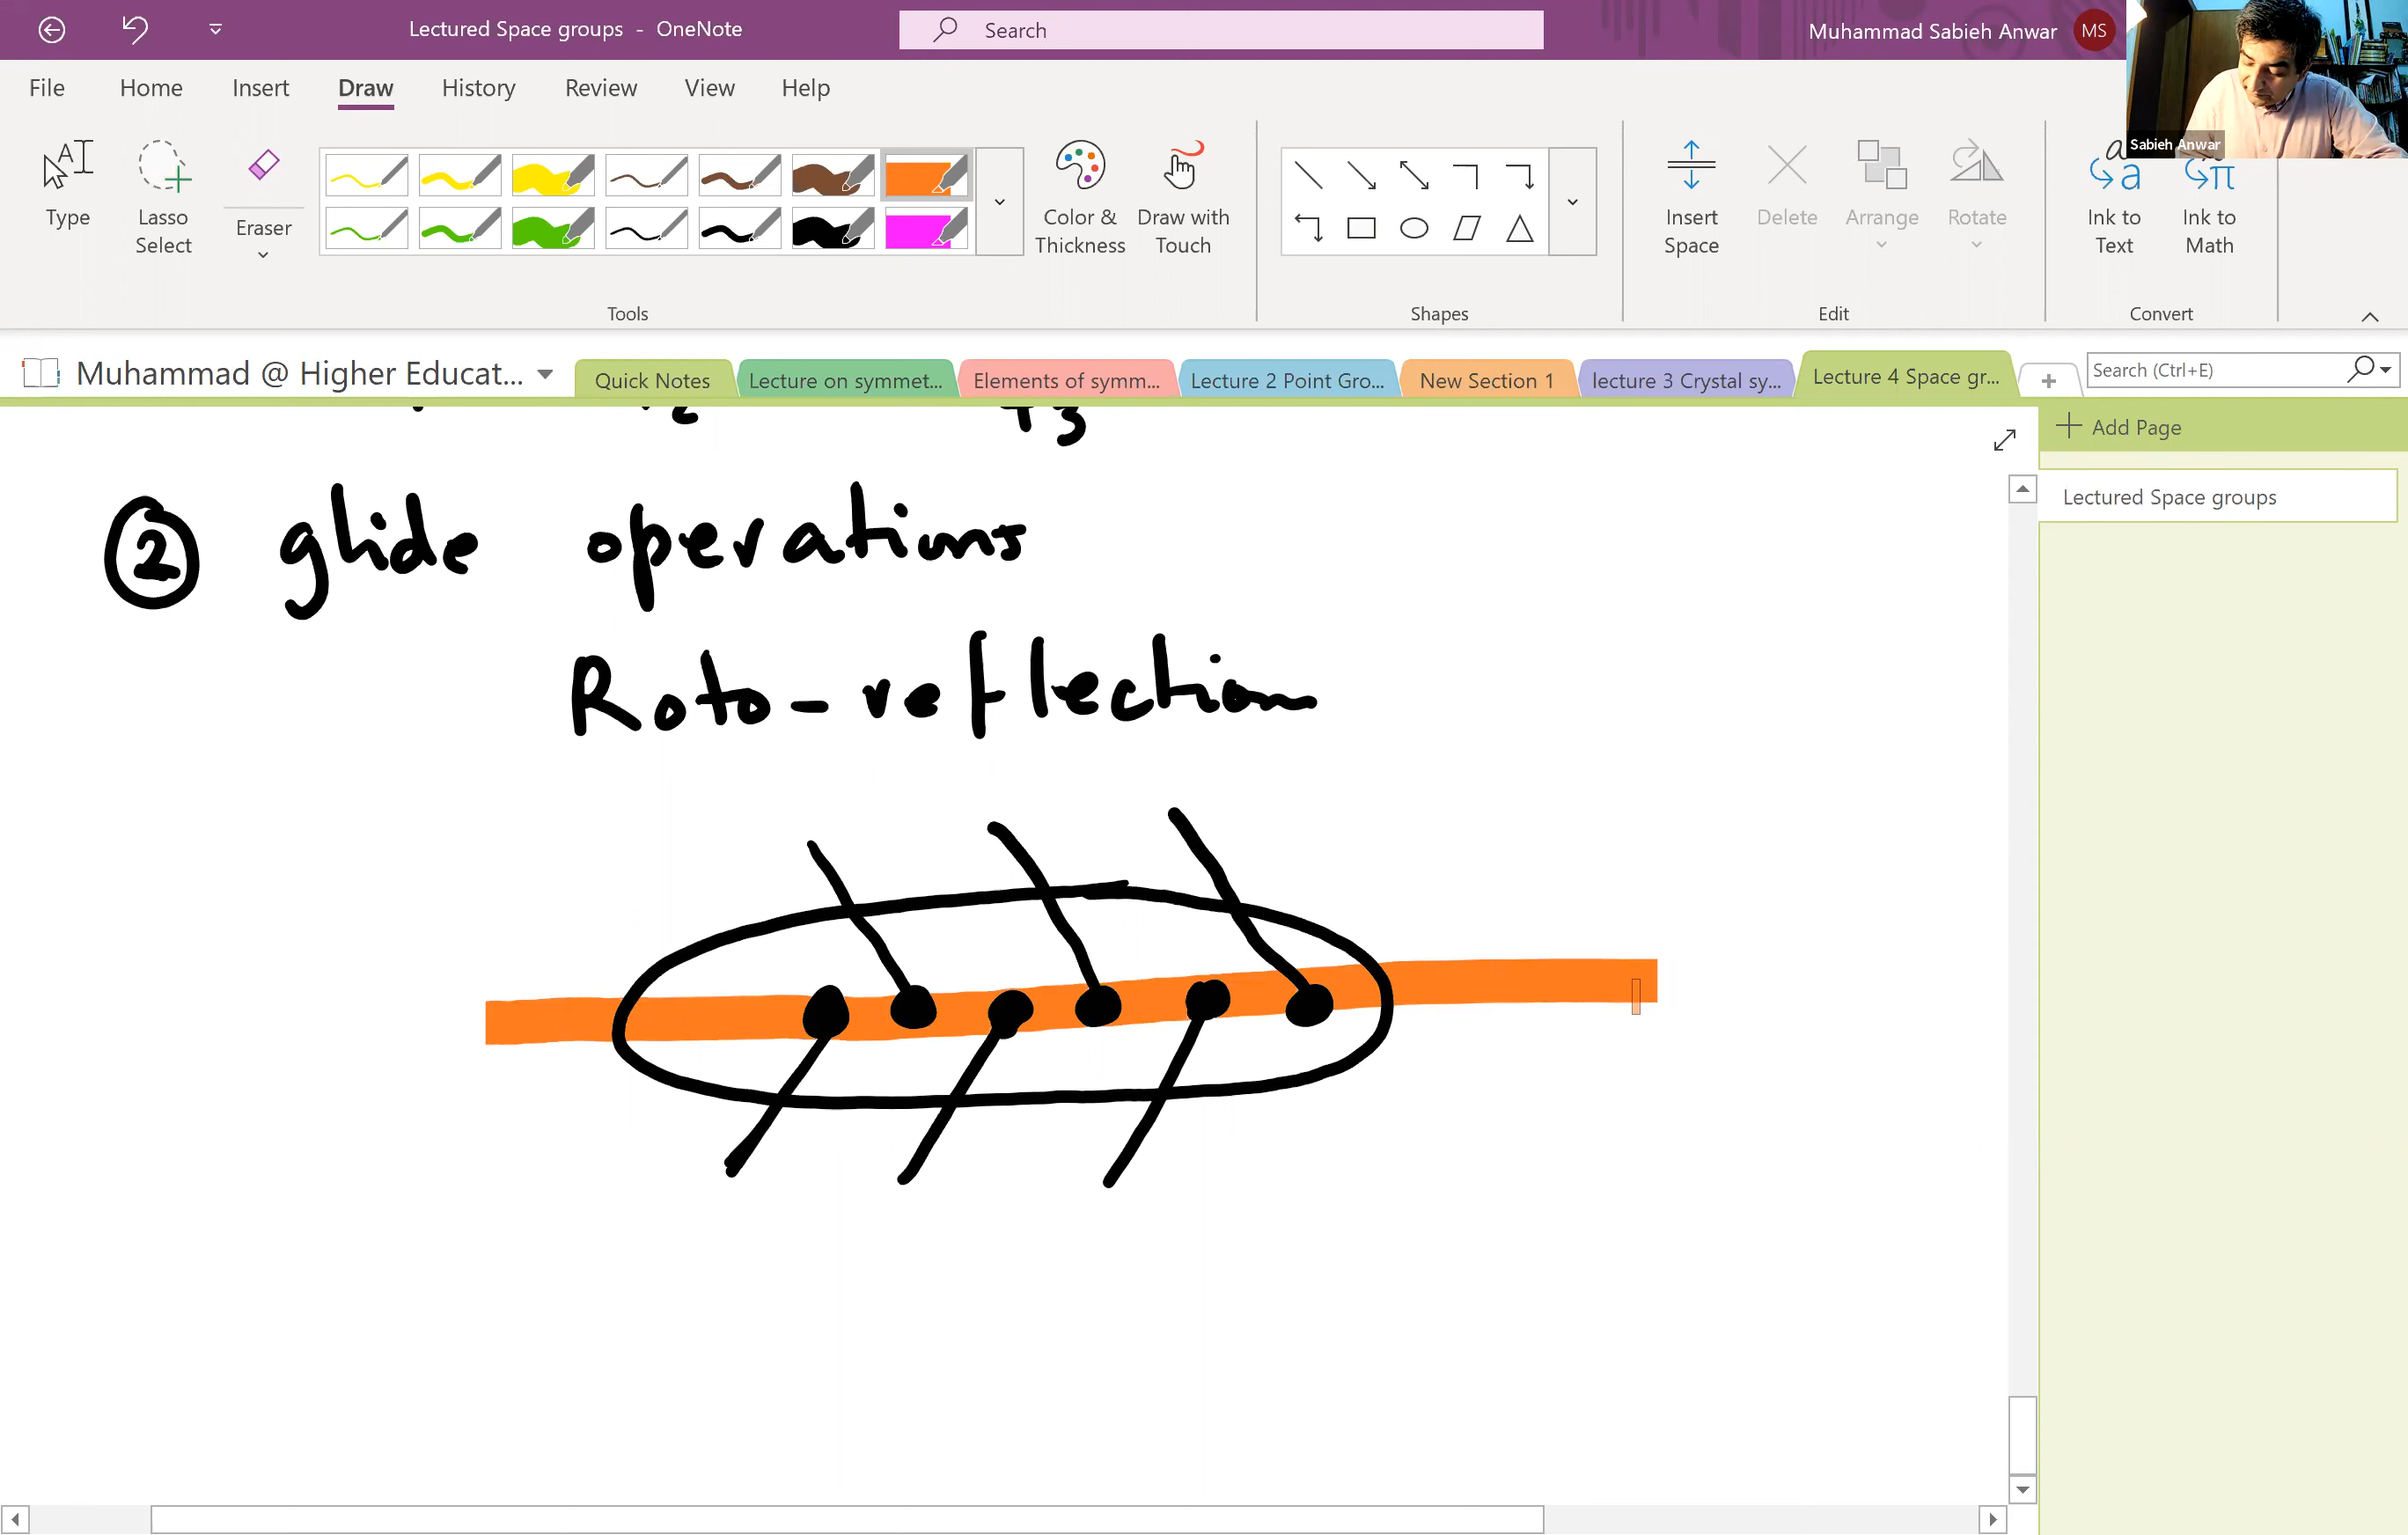 Lectured Space groups - OneNote
Search
Muhammad Sabieh Anwar
MS
Sabieh Anwar
File Home Insert Draw History Review View Help
Type
Lasso Select
Eraser
Color & Thickness
Draw with Touch
Insert Space
Delete
Arrange
Rotate
Ink to Text
Ink to Math
Tools
Shapes
Edit
Convert
Muhammad @ Higher Educat...
Quick Notes
Lecture on symmet...
Elements of symm...
Lecture 2 Point Gro...
New Section 1
lecture 3 Crystal sy...
Lecture 4 Space gr...
Search (Ctrl+E)
Add Page
Lectured Space groups
② glide operations
Roto-reflection